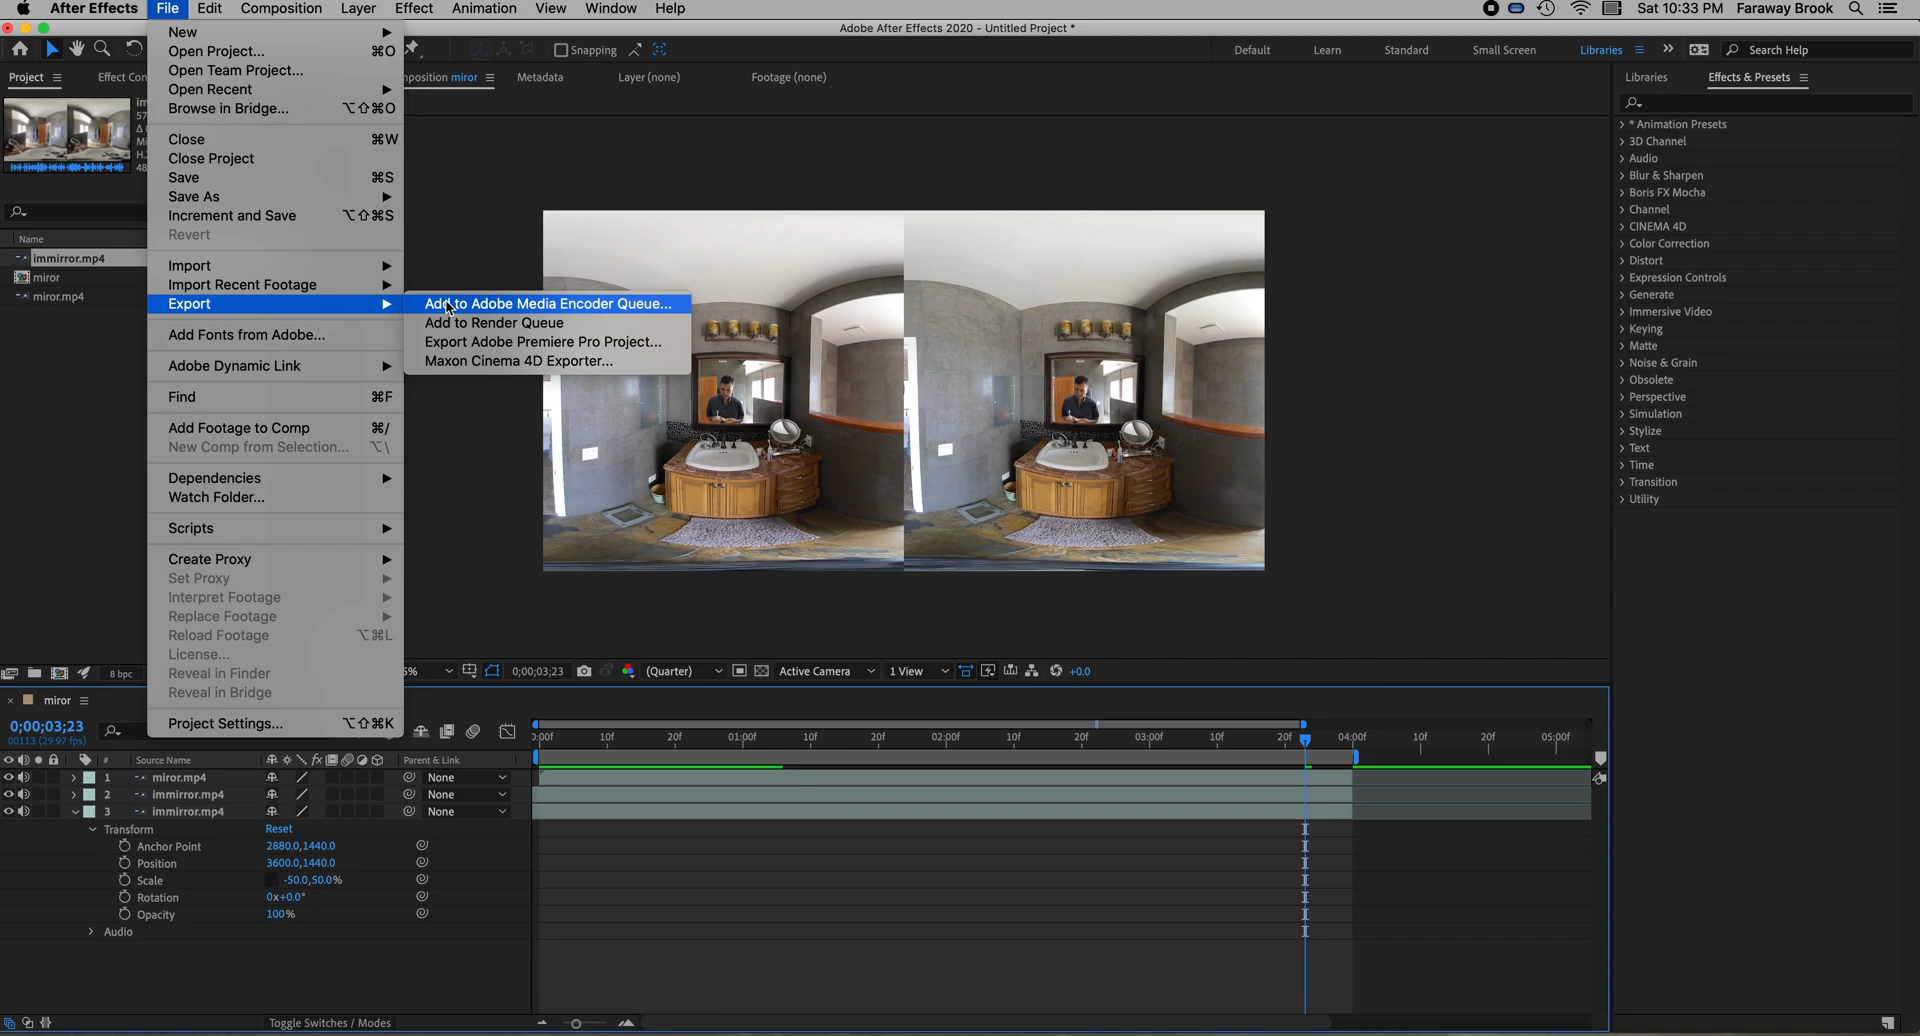 After Effects File Edit Composition Layer Effect Animation View Window Help Sat 10:33 PM Faraway Brook
Adobe After Effects 2020 - Untitled Project *
Snapping Default Learn Standard Small Screen Libraries Search Help
Project Effect Con
position miror Metadata Layer (none) Footage (none)
Libraries Effects & Presets
New
Open Project... ⌘O
Open Team Project...
Open Recent
Browse in Bridge... ⌥⇧⌘O
Close ⌘W
Close Project
Save ⌘S
Save As
Increment and Save ⌥⇧⌘S
Revert
Import
Import Recent Footage
Export
Add Fonts from Adobe...
Adobe Dynamic Link
Find ⌘F
Add Footage to Comp ⌘/
New Comp from Selection... ⌥\
Dependencies
Watch Folder...
Scripts
Create Proxy
Set Proxy
Interpret Footage
Replace Footage
Reload Footage ⌥⌘L
License...
Reveal in Finder
Reveal in Bridge
Project Settings... ⌥⇧⌘K
Add to Adobe Media Encoder Queue...
Add to Render Queue
Export Adobe Premiere Pro Project...
Maxon Cinema 4D Exporter...
im
57
Δ
Mi
H.
48
Name
immirror.mp4
miror
miror.mp4
8 bpc
* Animation Presets
3D Channel
Audio
Blur & Sharpen
Boris FX Mocha
Channel
CINEMA 4D
Color Correction
Distort
Expression Controls
Generate
Immersive Video
Keying
Matte
Noise & Grain
Obsolete
Perspective
Simulation
Stylize
Text
Time
Transition
Utility
5% 0;00;03;23 (Quarter) Active Camera 1 View +0.0
miror
0;00;03;23
00113 (29.97 fps)
0:00f 10f 20f 01:00f 10f 20f 02:00f 10f 20f 03:00f 10f 20f 04:00f 10f 20f 05:00f
# Source Name fx Parent & Link
1 miror.mp4 None
2 immirror.mp4 None
3 immirror.mp4 None
Transform Reset
Anchor Point 2880.0,1440.0
Position 3600.0,1440.0
Scale -50.0,50.0%
Rotation 0x+0.0°
Opacity 100%
Audio
Toggle Switches / Modes